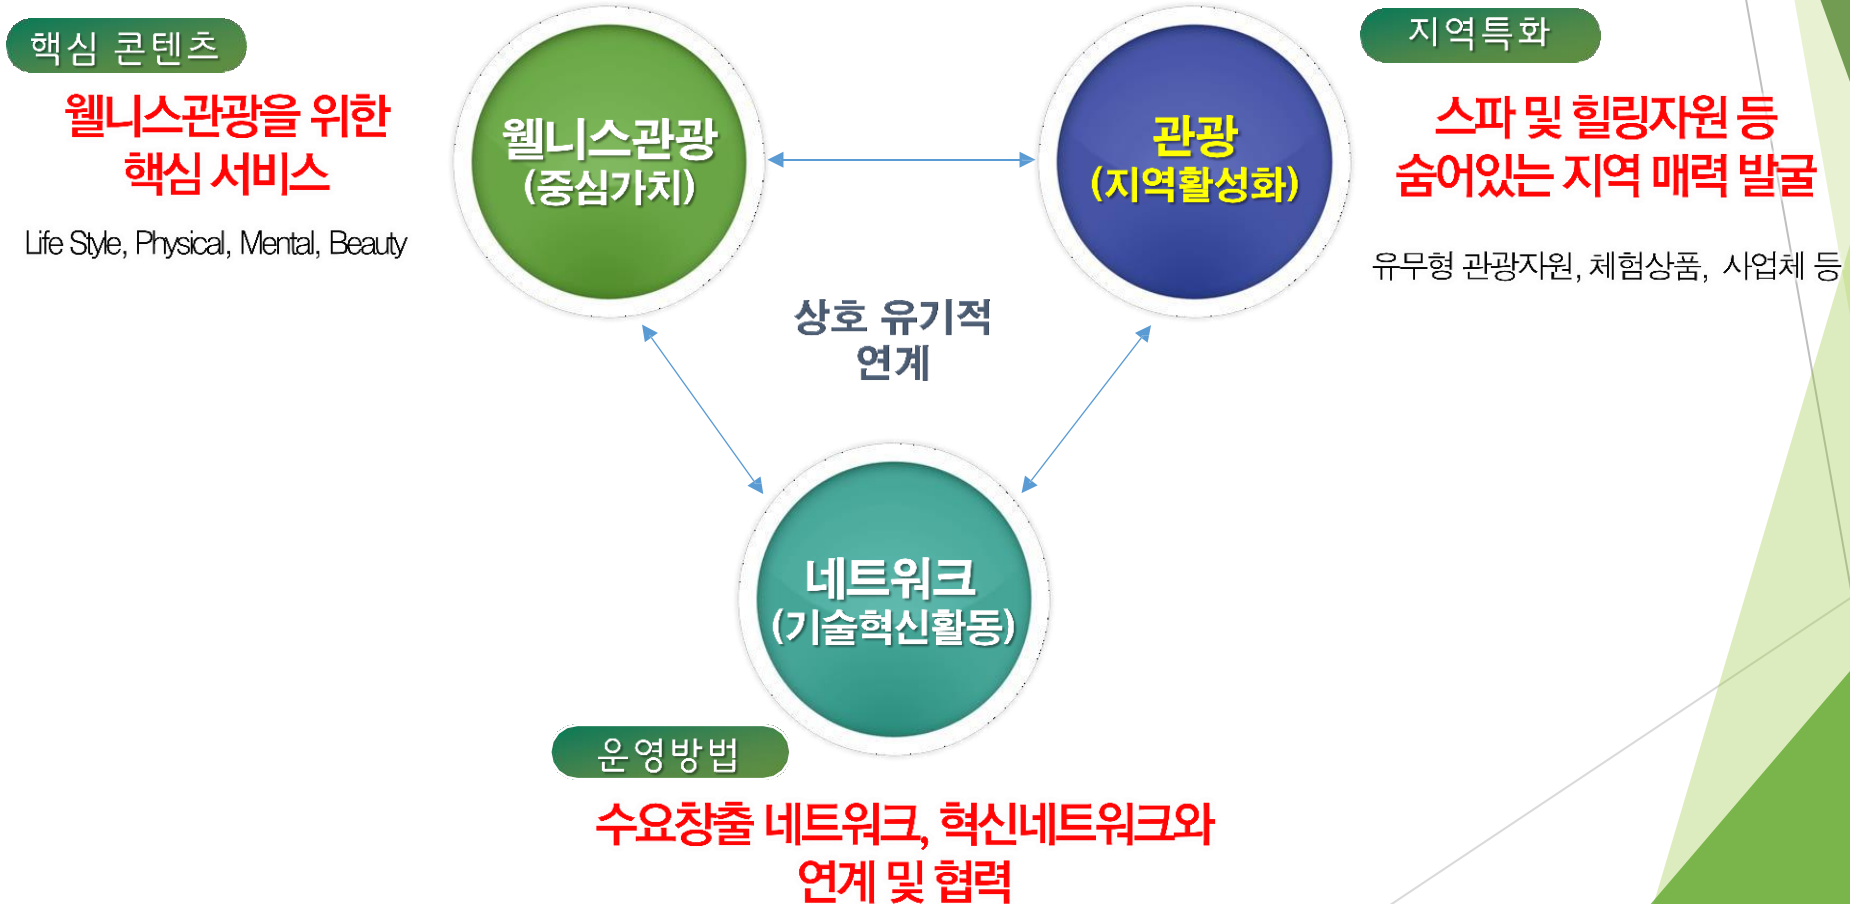 핵심 콘텐츠
웰니스관광을 위한
핵심 서비스
Life Style, Physical, Mental, Beauty
웰니스관광
(중심가치)
관광
(지역활성화)
지역특화
스파 및 힐링자원 등
숨어있는 지역 매력 발굴
유무형 관광자원, 체험상품, 사업체 등
상호 유기적
연계
네트워크
(기술혁신활동)
운영방법
수요창출 네트워크, 혁신네트워크와
연계 및 협력